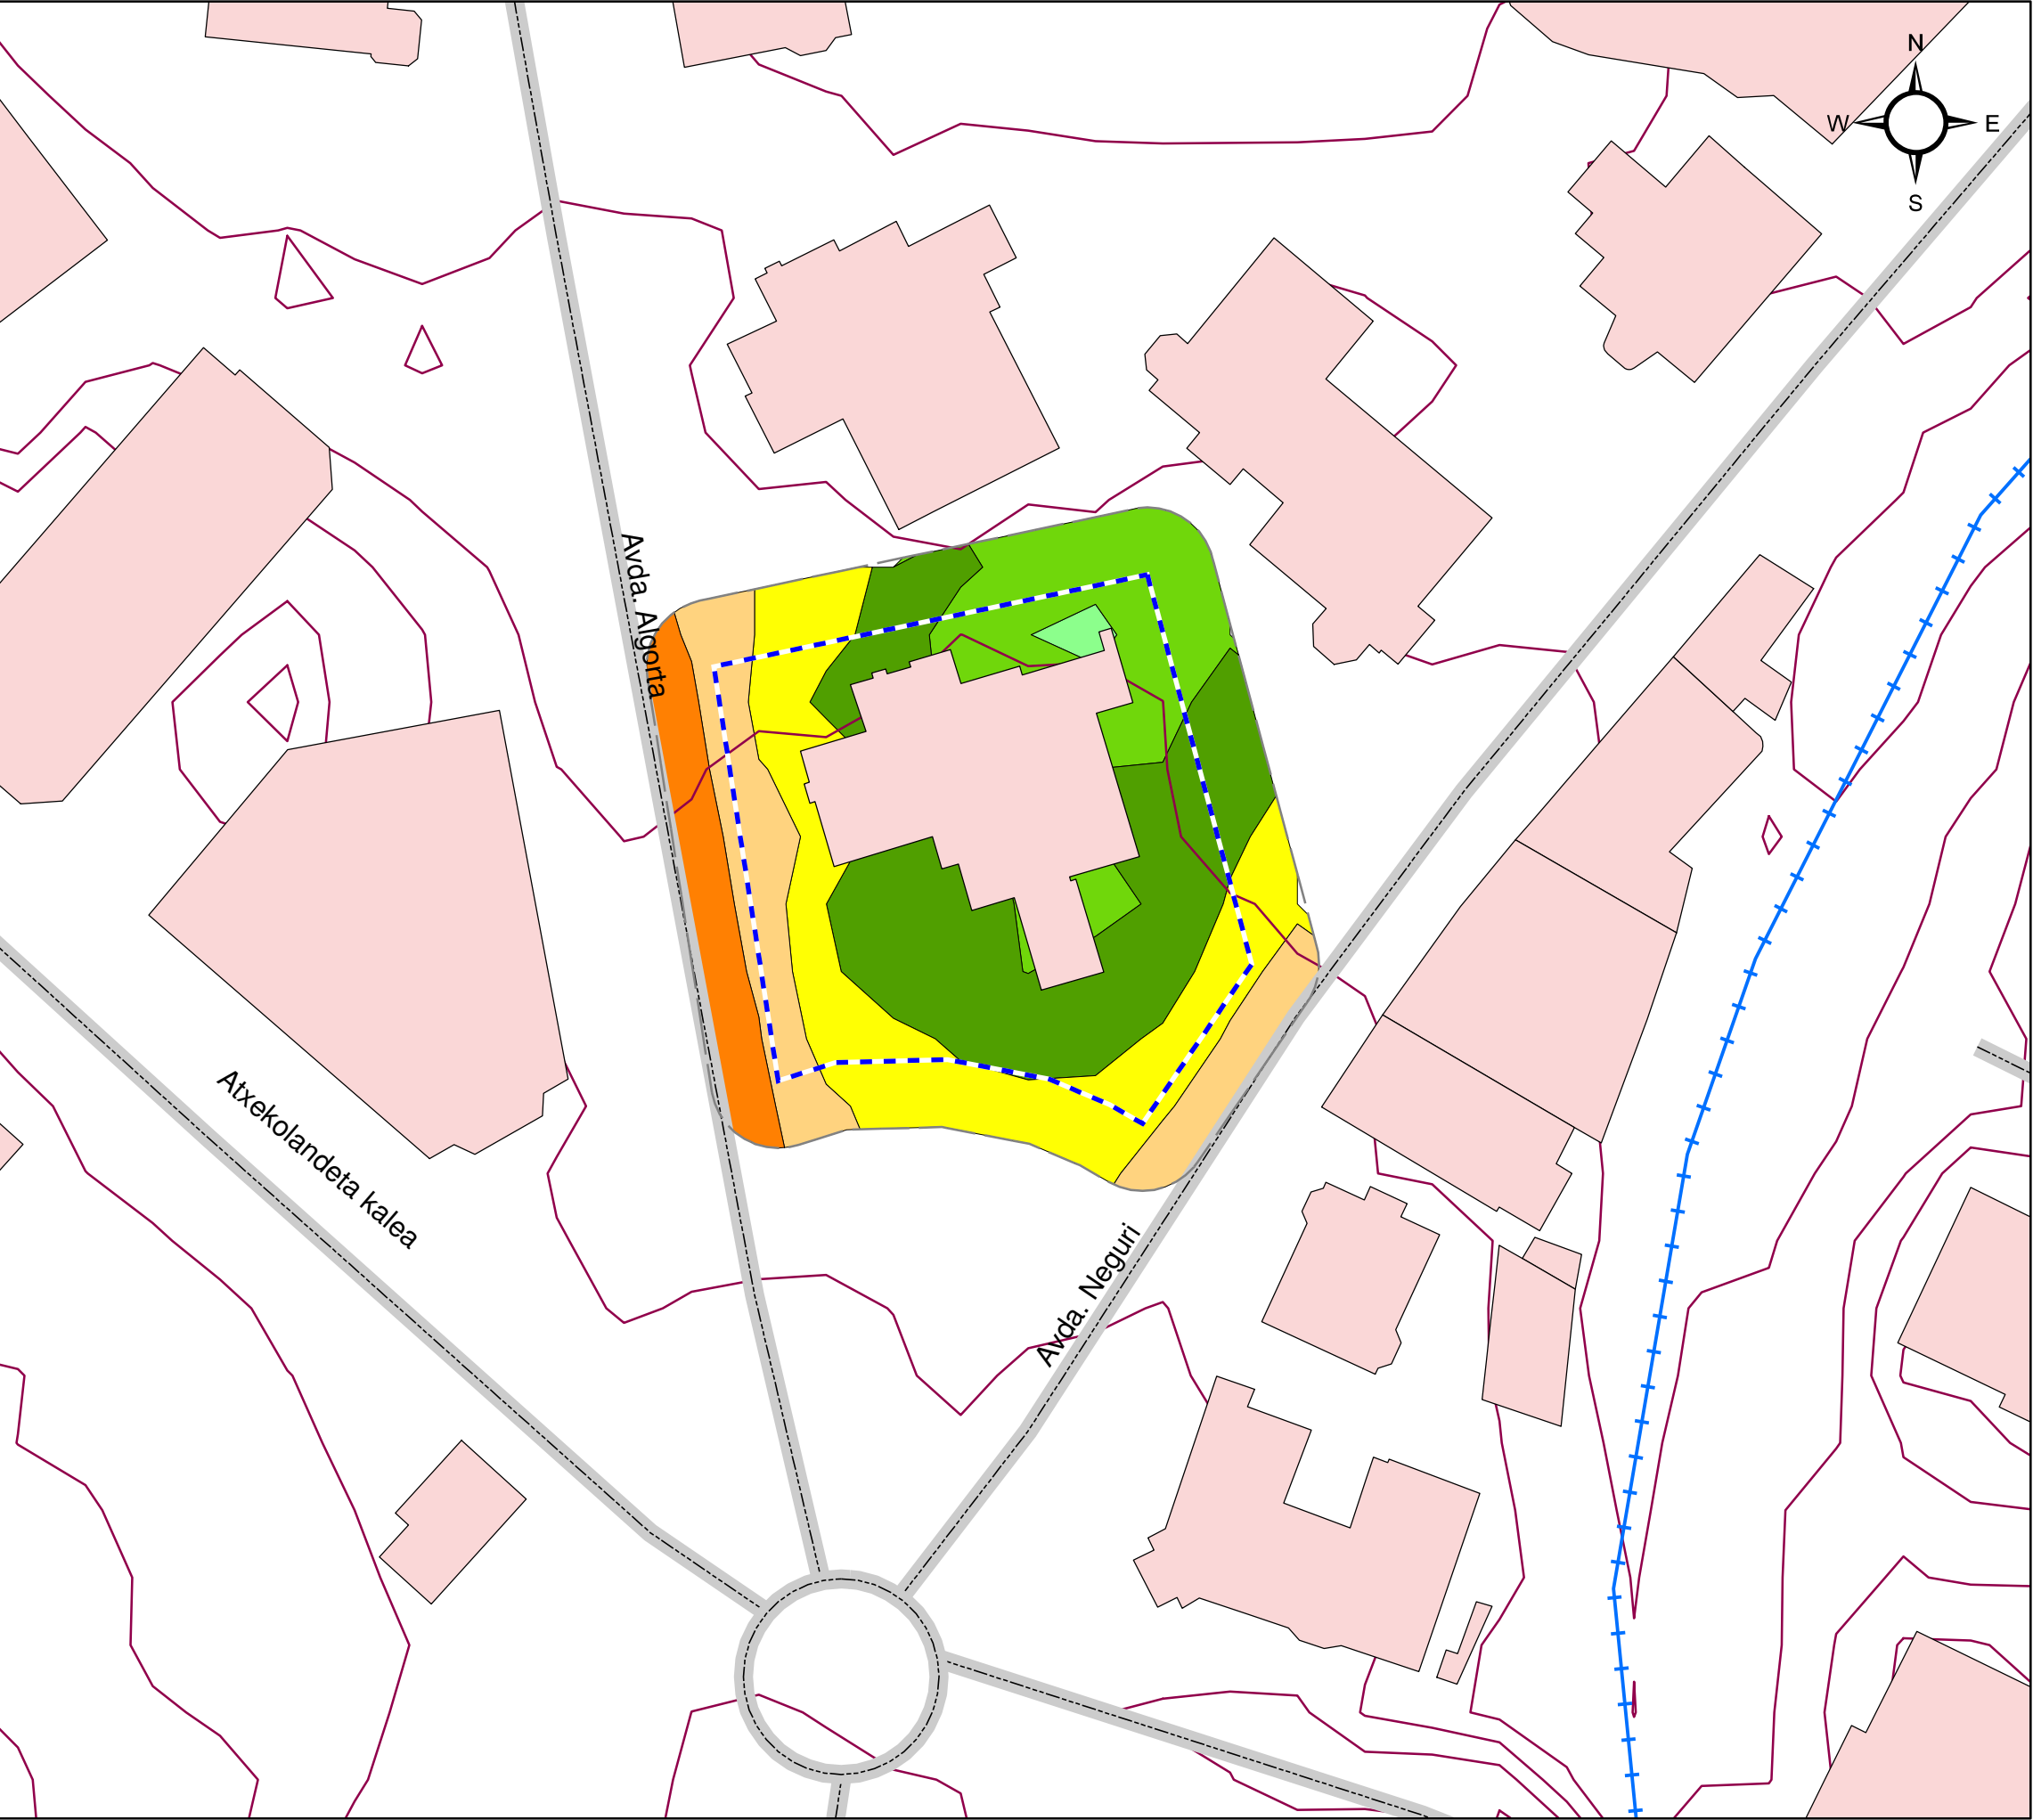 N
W E
S
Avda. Algorta
Atxekolandeta kalea
Avda. Neguri